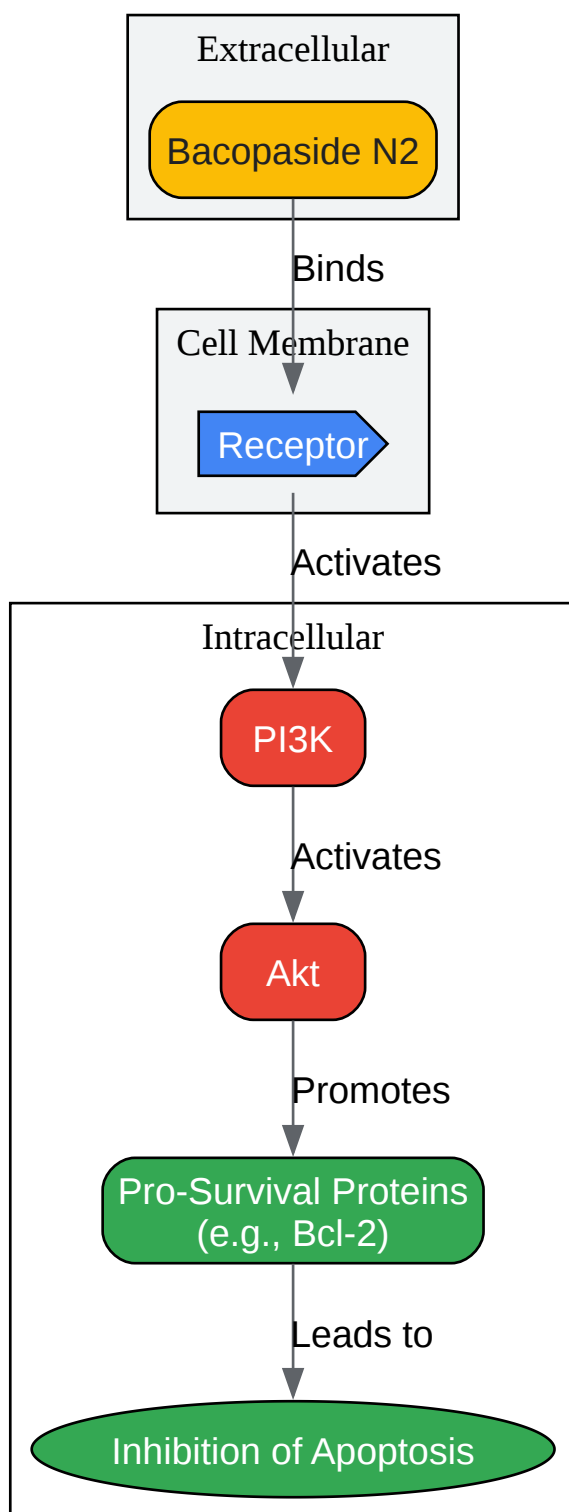 Extracellular
Bacopaside N2
Binds
Cell Membrane
Receptor
Activates
Intracellular
PI3K
Activates
Akt
Promotes
Pro-Survival Proteins
(e.g., Bcl-2)
Leads to
Inhibition of Apoptosis